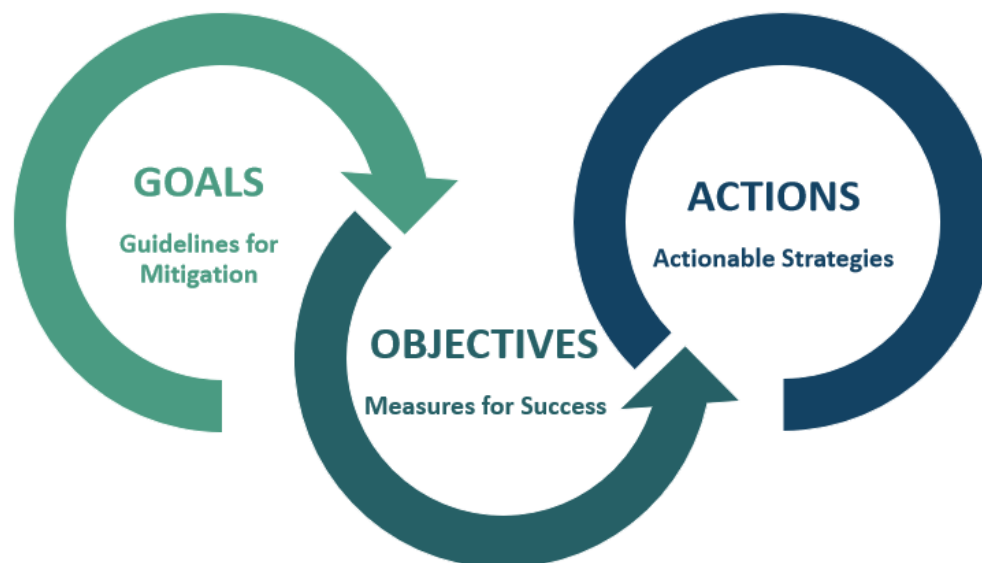 GOALS
Guidelines for
Mitigation
OBJECTIVES
Measures for Success
ACTIONS
Actionable Strategies